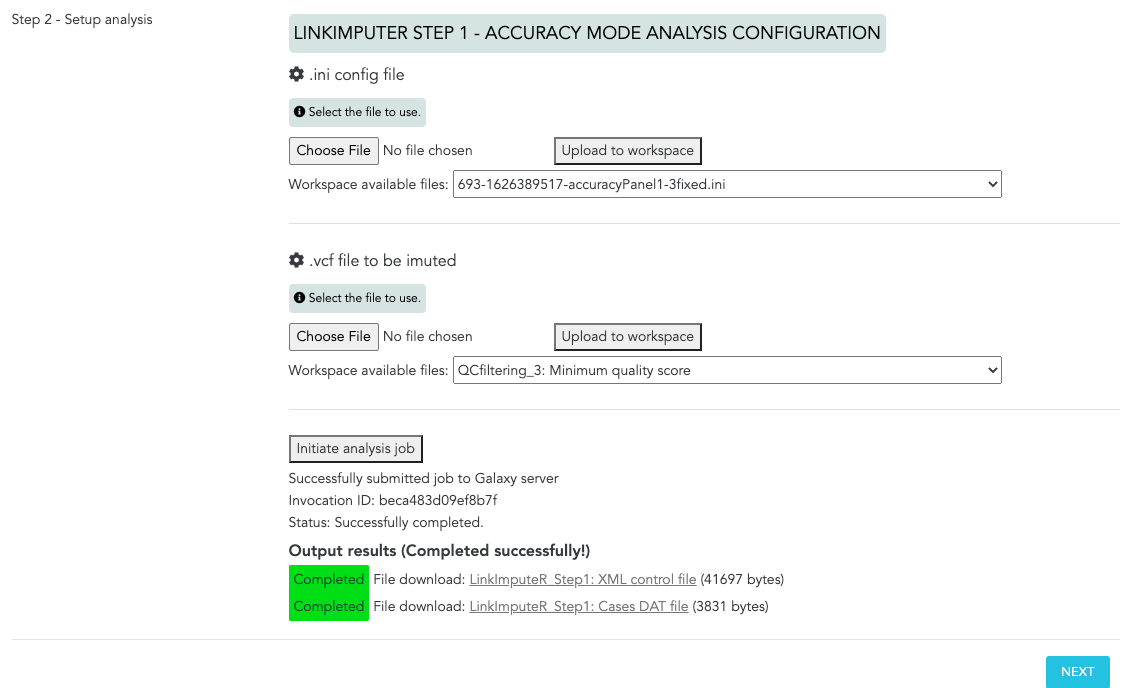 Step 2 - Setup analysis
LINKIMPUTER STEP 1 - ACCURACY MODE ANALYSIS CONFIGURATION
.ini config file
Select the file to use.
Choose File No file chosen Upload to workspace
Workspace available files: 693-1626389517-accuracyPanel1-3fixed.ini
.vcf file to be imuted
Select the file to use.
Choose File No file chosen Upload to workspace
Workspace available files: QCfiltering_3: Minimum quality score
Initiate analysis job
Successfully submitted job to Galaxy server
Invocation ID: beca483d09ef8b7f
Status: Successfully completed.
Output results (Completed successfully!)
Completed File download: LinkImputeR_Step1: XML control file (41697 bytes)
Completed File download: LinkImputeR_Step1: Cases DAT file (3831 bytes)
NEXT